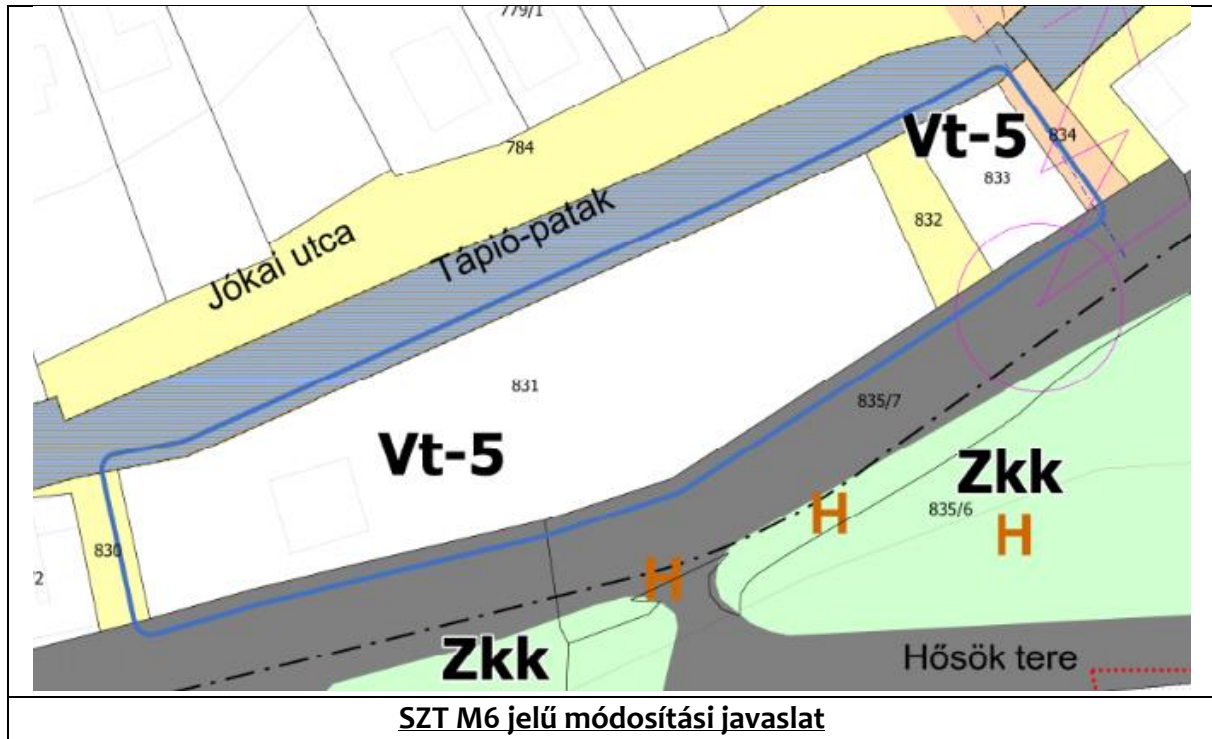 779/1
784
Vt-5
834
833
832
Jókai utca
Tápió-patak
831
835/7
Vt-5
Zkk
835/6
H
H
H
830
/2
Zkk
Hősök tere
SZT M6 jelű módosítási javaslat